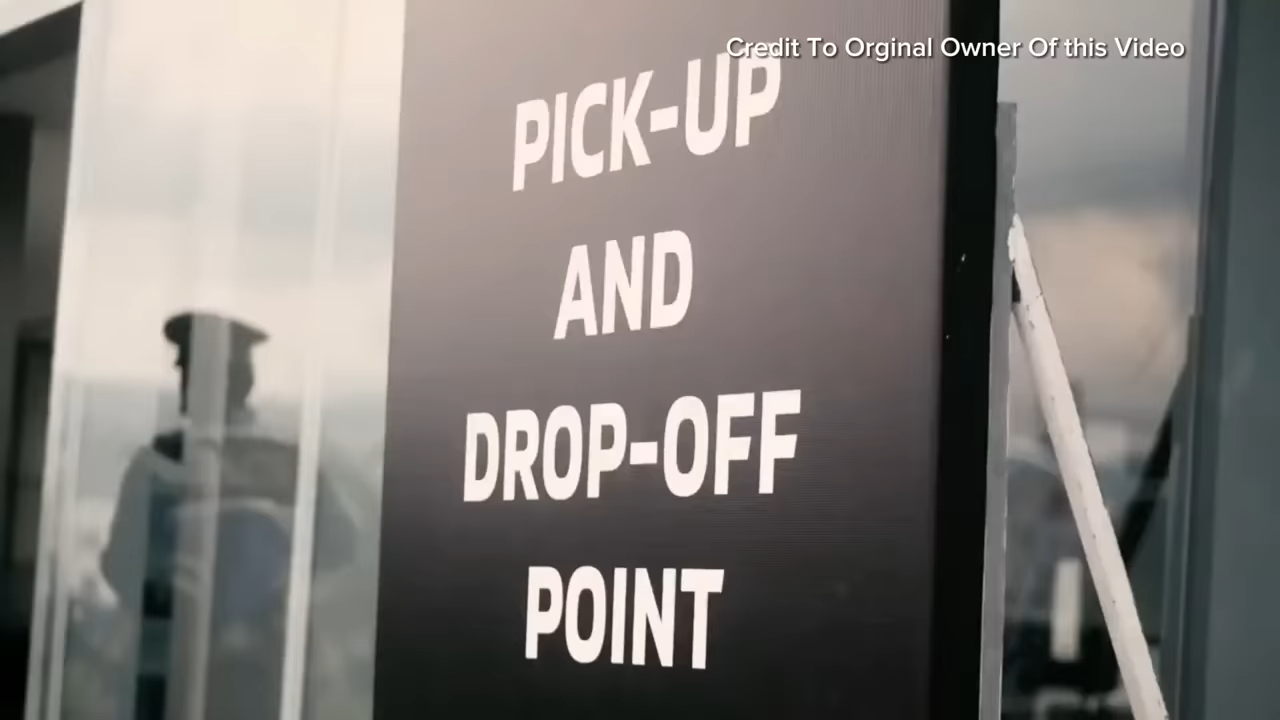 Credit To Orginal Owner Of this Video
PICK-UP
AND
DROP-OFF
POINT